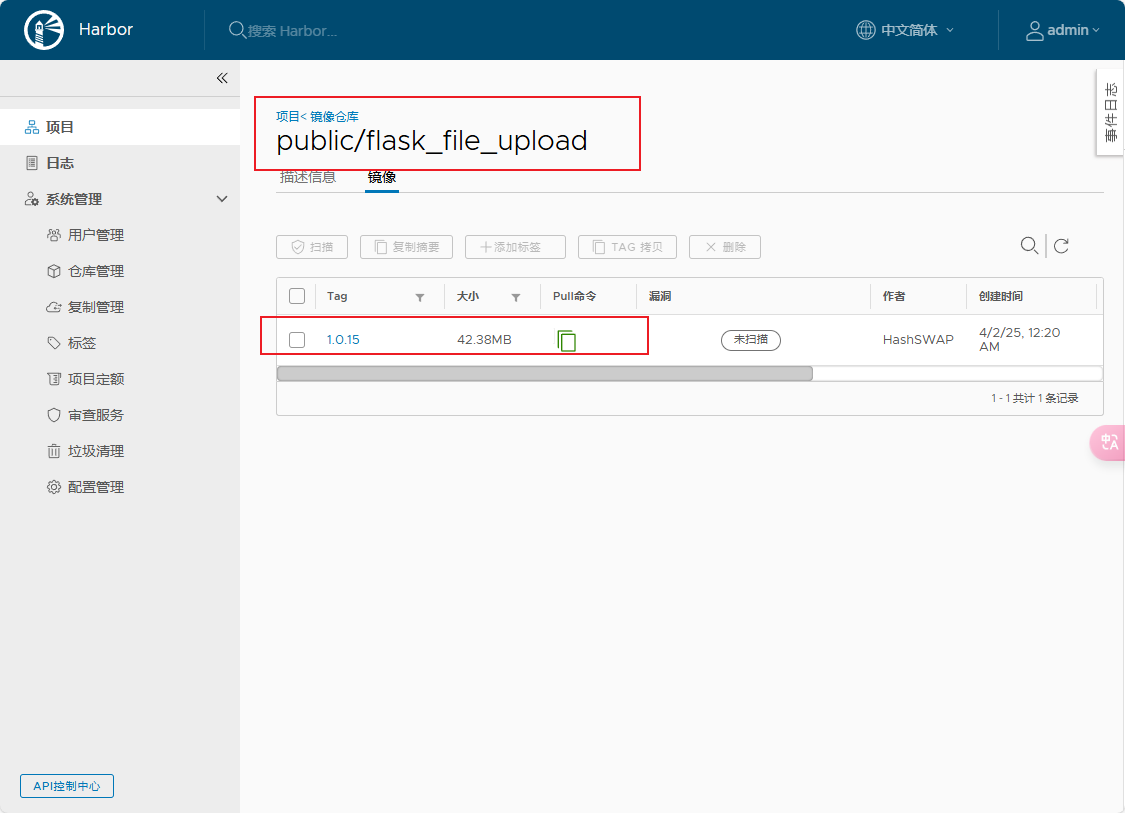 Harbor
搜索 Harbor...
中文简体
admin
事件日志
项目
日志
系统管理
用户管理
仓库管理
复制管理
标签
项目定额
审查服务
垃圾清理
配置管理
API控制中心
项目< 镜像仓库
public/flask_file_upload
描述信息 镜像
扫描 复制摘要 添加标签 TAG 拷贝 删除
Tag 大小 Pull命令 漏洞 作者 创建时间
1.0.15 42.38MB 未扫描 HashSWAP 4/2/25, 12:20
AM
1 - 1 共计 1 条记录
中A